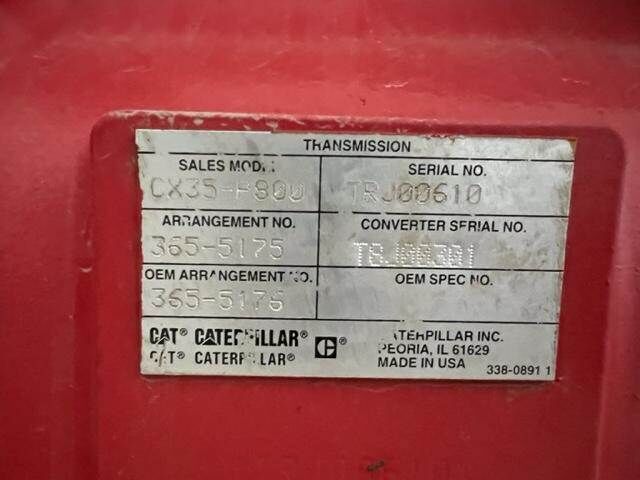 TRANSMISSION
SALES MODEL SERIAL NO.
CX35-P800 TRJ00610
ARRANGEMENT NO. CONVERTER SERIAL NO.
365-5175 T8J00301
OEM ARRANGEMENT NO. OEM SPEC NO.
365-5176
CAT® CATERPILLAR® C® CATERPILLAR INC.
CAT® CATERPILLAR® PEORIA, IL 61629
MADE IN USA 338-0891 1